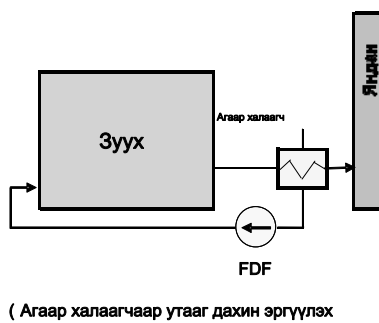 Яндан
Агаар халаагч
Зуух
FDF
( Агаар халаагчаар утааг дахин эргүүлэх